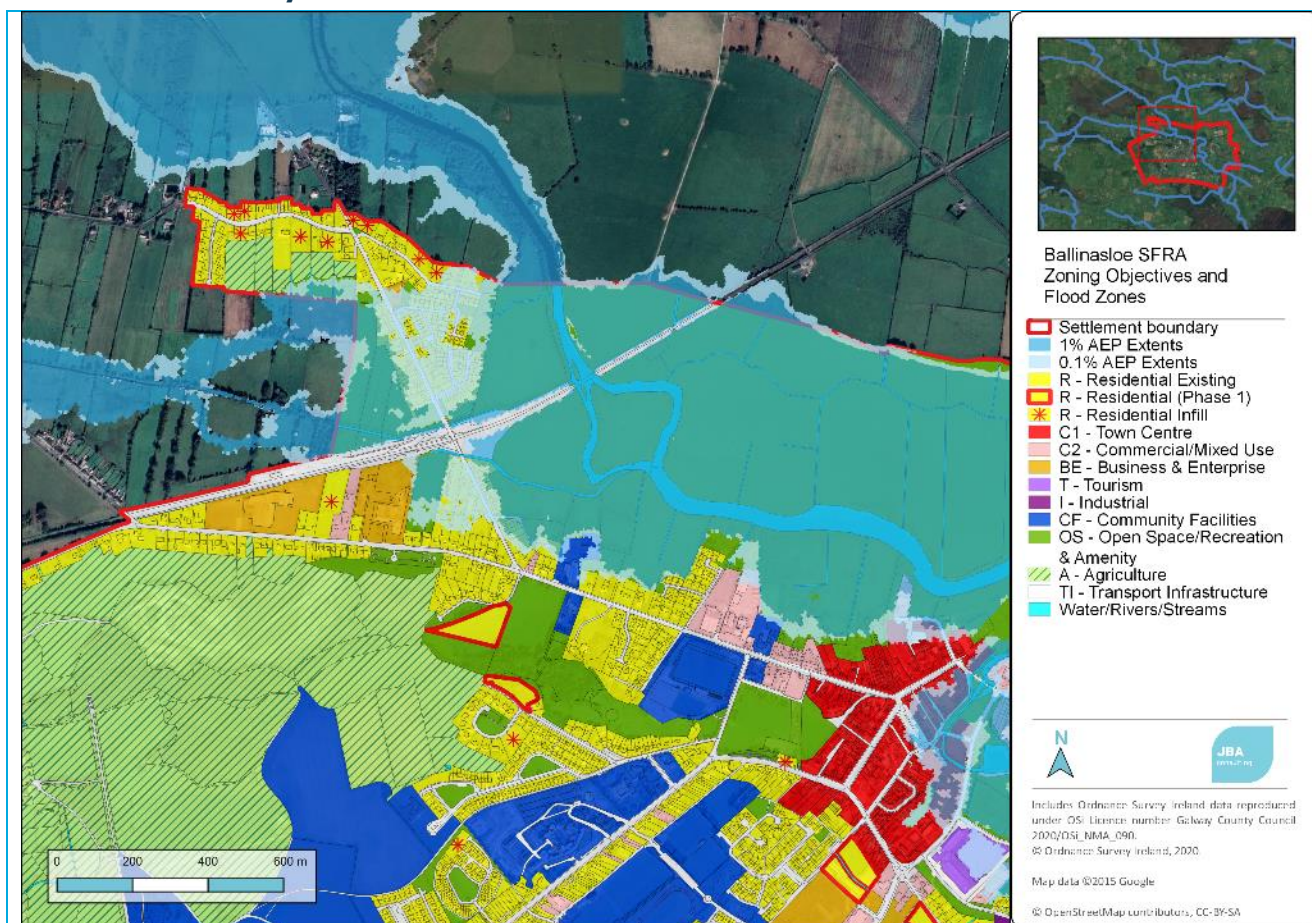 Ballinasloe SFRA
Zoning Objectives and
Flood Zones
Settlement boundary
1% AEP Extents
0.1% AEP Extents
R - Residential Existing
R - Residential (Phase 1)
R - Residential Infill
C1 - Town Centre
C2 - Commercial/Mixed Use
BE - Business & Enterprise
T - Tourism
I - Industrial
CF - Community Facilities
OS - Open Space/Recreation
& Amenity
A - Agriculture
TI - Transport Infrastructure
Water/Rivers/Streams
N
JBA
consulting
Includes Ordnance Survey Ireland data reproduced
under OSi Licence number Galway County Council
2020/OSi_NMA_090.
© Ordnance Survey Ireland, 2020.
Map data ©2015 Google
© OpenStreetMap contributors, CC-BY-SA
0 200 400 600 m